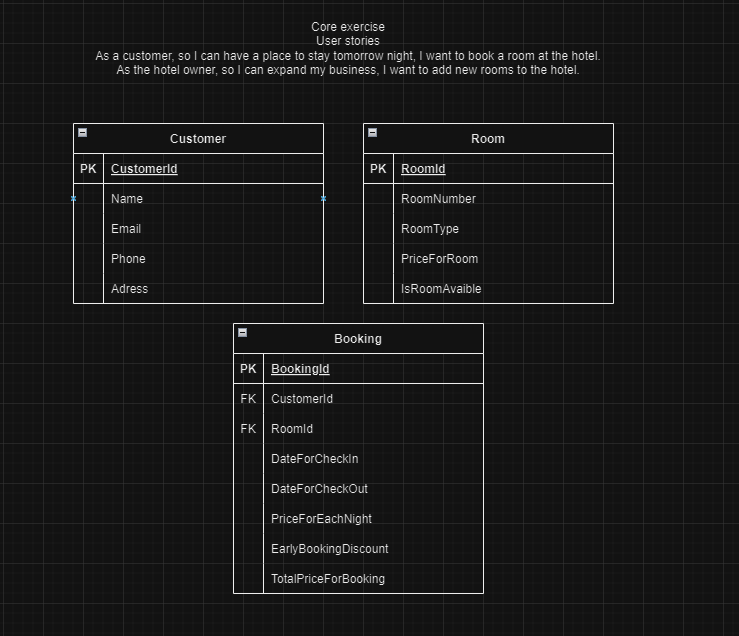 Core exercise
User stories
As a customer, so I can have a place to stay tomorrow night, I want to book a room at the hotel.
As the hotel owner, so I can expand my business, I want to add new rooms to the hotel.
Customer
PK CustomerId
Name
Email
Phone
Adress
Room
PK RoomId
RoomNumber
RoomType
PriceForRoom
IsRoomAvaible
Booking
PK BookingId
FK CustomerId
FK RoomId
DateForCheckIn
DateForCheckOut
PriceForEachNight
EarlyBookingDiscount
TotalPriceForBooking